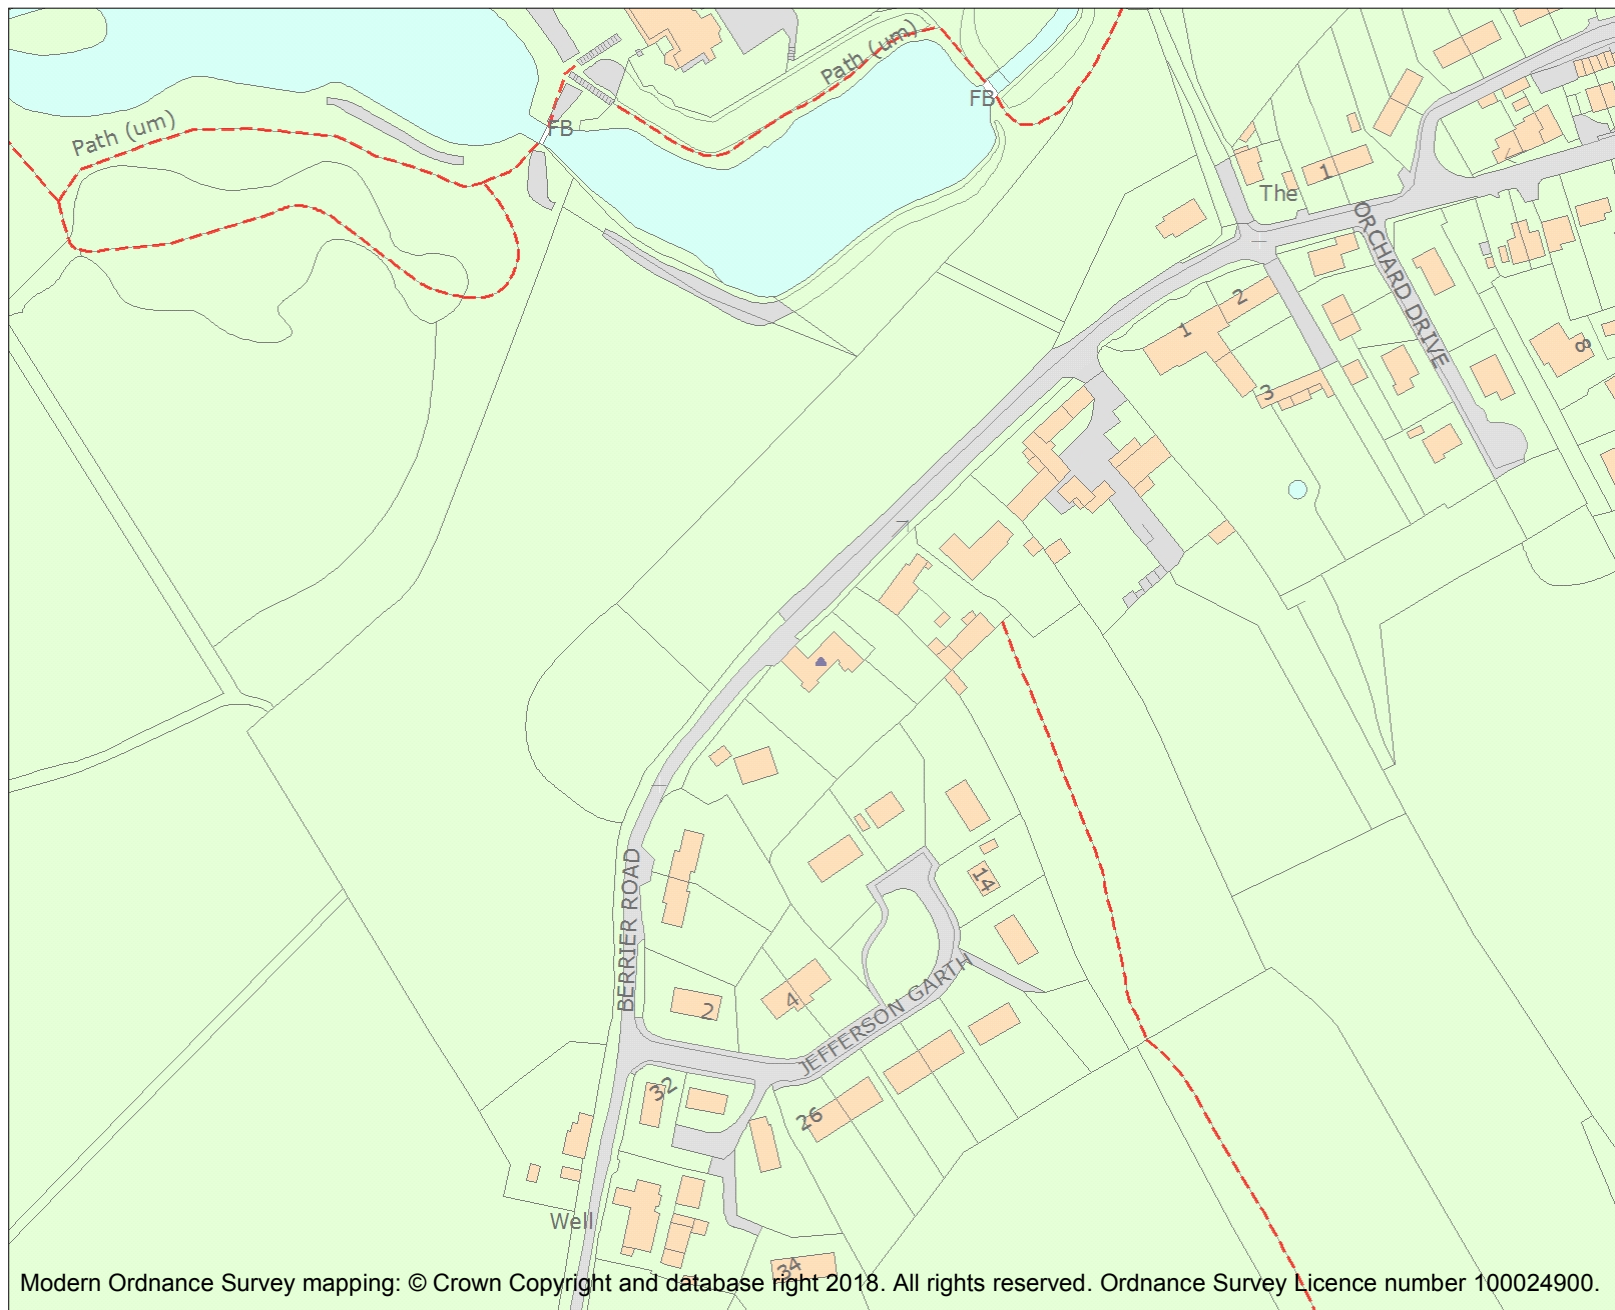 Path (um)
FB
FB
Path (um)
The
1
ORCHARD DRIVE
2
1
8
3
14
BERRIER ROAD
4
2
JEFFERSON GARTH
32
26
Well
34
Modern Ordnance Survey mapping: © Crown Copyright and database right 2018. All rights reserved. Ordnance Survey Licence number 100024900.